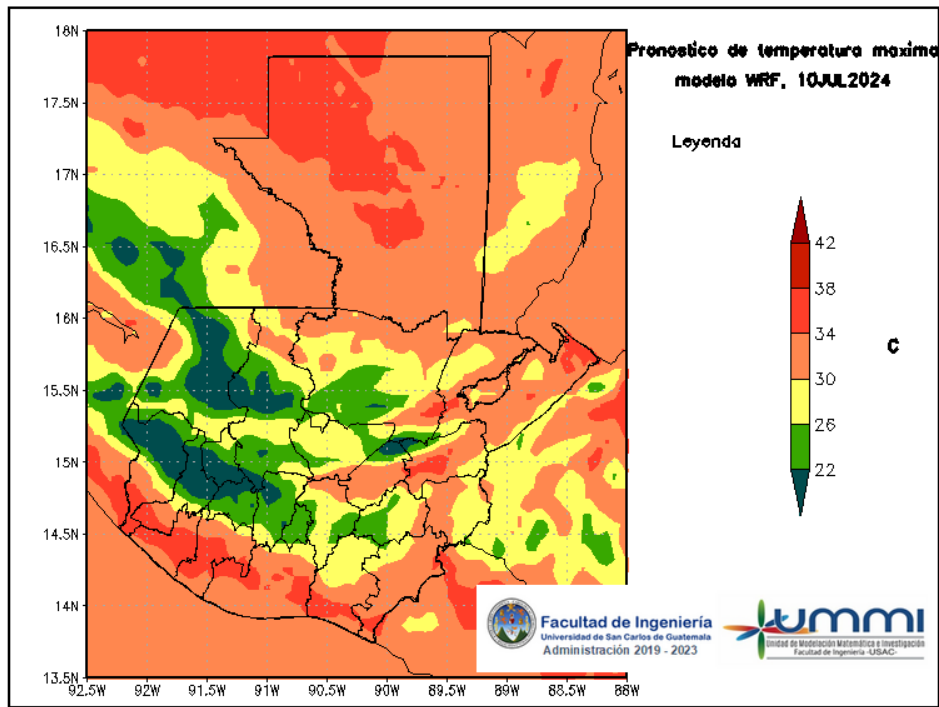 Pronostico de temperatura maxima
modelo WRF, 10JUL2024
Leyenda
18N
17.5N
17N
16.5N
16N
15.5N
15N
14.5N
14N
13.5N
92.5W
92W
91.5W
91W
90.5W
90W
89.5W
89W
88.5W
88W
42
38
34
30
26
22
C
Facultad de Ingeniería
Universidad de San Carlos de Guatemala
Administración 2019 - 2023
UMMI
Unidad de Modelación Matemática e Investigación
Facultad de Ingeniería -USAC-